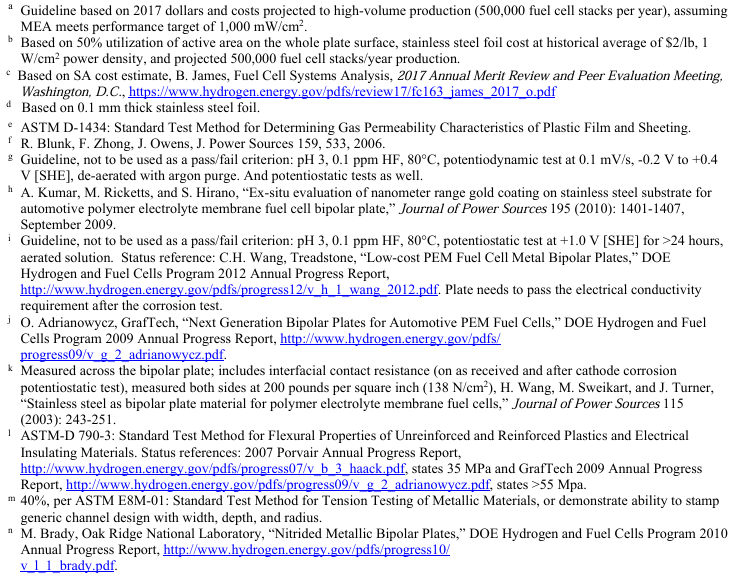 a Guideline based on 2017 dollars and costs projected to high-volume production (500,000 fuel cell stacks per year), assuming
MEA meets performance target of 1,000 mW/cm².
b Based on 50% utilization of active area on the whole plate surface, stainless steel foil cost at historical average of $2/lb, 1
W/cm² power density, and projected 500,000 fuel cell stacks/year production.
c Based on SA cost estimate, B. James, Fuel Cell Systems Analysis, 2017 Annual Merit Review and Peer Evaluation Meeting,
Washington, D.C., https://www.hydrogen.energy.gov/pdfs/review17/fc163_james_2017_o.pdf
d Based on 0.1 mm thick stainless steel foil.
e ASTM D-1434: Standard Test Method for Determining Gas Permeability Characteristics of Plastic Film and Sheeting.
f R. Blunk, F. Zhong, J. Owens, J. Power Sources 159, 533, 2006.
g Guideline, not to be used as a pass/fail criterion: pH 3, 0.1 ppm HF, 80°C, potentiodynamic test at 0.1 mV/s, -0.2 V to +0.4
V [SHE], de-aerated with argon purge. And potentiostatic tests as well.
h A. Kumar, M. Ricketts, and S. Hirano, “Ex-situ evaluation of nanometer range gold coating on stainless steel substrate for
automotive polymer electrolyte membrane fuel cell bipolar plate,” Journal of Power Sources 195 (2010): 1401-1407,
September 2009.
i Guideline, not to be used as a pass/fail criterion: pH 3, 0.1 ppm HF, 80°C, potentiostatic test at +1.0 V [SHE] for >24 hours,
aerated solution. Status reference: C.H. Wang, Treadstone, “Low-cost PEM Fuel Cell Metal Bipolar Plates,” DOE
Hydrogen and Fuel Cells Program 2012 Annual Progress Report,
http://www.hydrogen.energy.gov/pdfs/progress12/v_h_1_wang_2012.pdf. Plate needs to pass the electrical conductivity
requirement after the corrosion test.
j O. Adrianowycz, GrafTech, “Next Generation Bipolar Plates for Automotive PEM Fuel Cells,” DOE Hydrogen and Fuel
Cells Program 2009 Annual Progress Report, http://www.hydrogen.energy.gov/pdfs/
progress09/v_g_2_adrianowycz.pdf.
k Measured across the bipolar plate; includes interfacial contact resistance (on as received and after cathode corrosion
potentiostatic test), measured both sides at 200 pounds per square inch (138 N/cm²), H. Wang, M. Sweikart, and J. Turner,
“Stainless steel as bipolar plate material for polymer electrolyte membrane fuel cells,” Journal of Power Sources 115
(2003): 243-251.
l ASTM-D 790-3: Standard Test Method for Flexural Properties of Unreinforced and Reinforced Plastics and Electrical
Insulating Materials. Status references: 2007 Porvair Annual Progress Report,
http://www.hydrogen.energy.gov/pdfs/progress07/v_b_3_haack.pdf, states 35 MPa and GrafTech 2009 Annual Progress
Report, http://www.hydrogen.energy.gov/pdfs/progress09/v_g_2_adrianowycz.pdf, states >55 Mpa.
m 40%, per ASTM E8M-01: Standard Test Method for Tension Testing of Metallic Materials, or demonstrate ability to stamp
generic channel design with width, depth, and radius.
n M. Brady, Oak Ridge National Laboratory, “Nitrided Metallic Bipolar Plates,” DOE Hydrogen and Fuel Cells Program 2010
Annual Progress Report, http://www.hydrogen.energy.gov/pdfs/progress10/
v_l_1_brady.pdf.